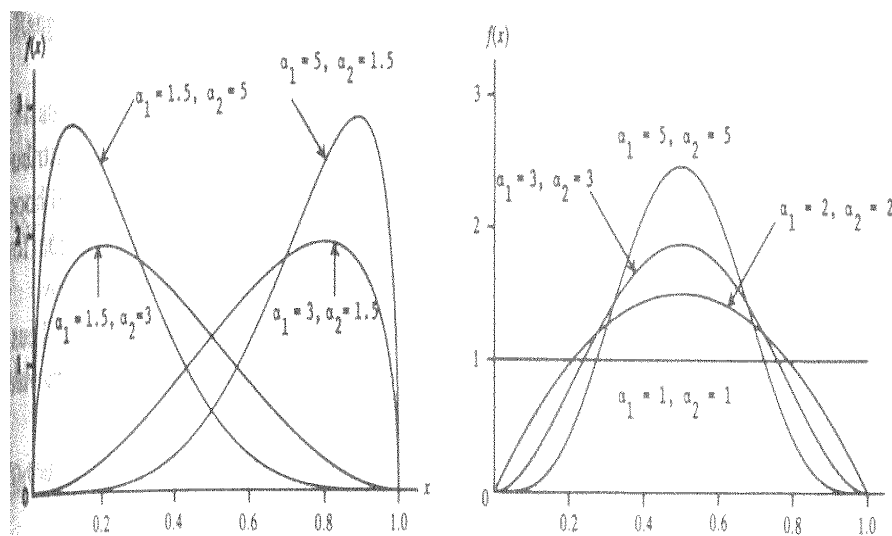 f(x)
α1 = 5, α2 = 1.5
α1 = 1.5, α2 = 5
3
2
α1 = 1.5, α2 = 3
α1 = 3, α2 = 1.5
1
0
x
0.2 0.4 0.6 0.8 1.0
f(x)
3
α1 = 5, α2 = 5
α1 = 3, α2 = 3
α1 = 2, α2 = 2
2
1
α1 = 1, α2 = 1
0
0.2 0.4 0.6 0.8 1.0